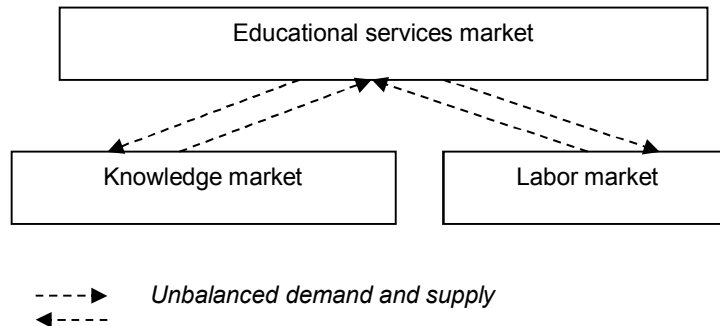 Educational services market
Knowledge market
Labor market
Unbalanced demand and supply